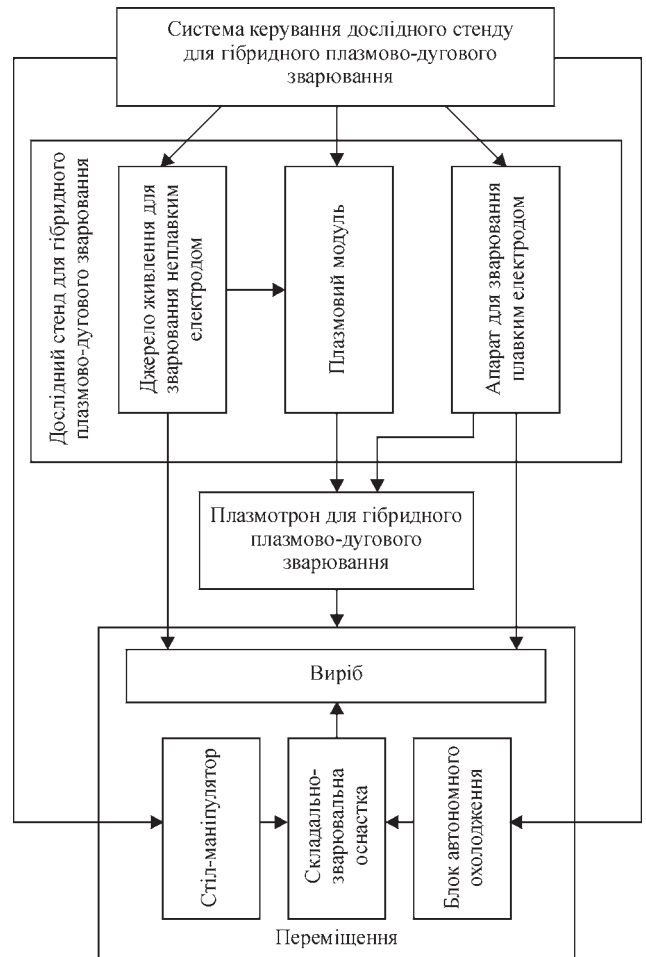 Система керування дослідного стенду
для гібридного плазмово-дугового
зварювання
Дослідний стенд для гібридного
плазмово-дугового зварювання
Джерело живлення для
зварювання неплавким
електродом
Плазмовий модуль
Апарат для зварювання
плавким електродом
Плазмотрон для гібридного
плазмово-дугового
зварювання
Виріб
Стіл-маніпулятор
Складально-
зварювальна
оснастка
Блок автономного
охолодження
Переміщення